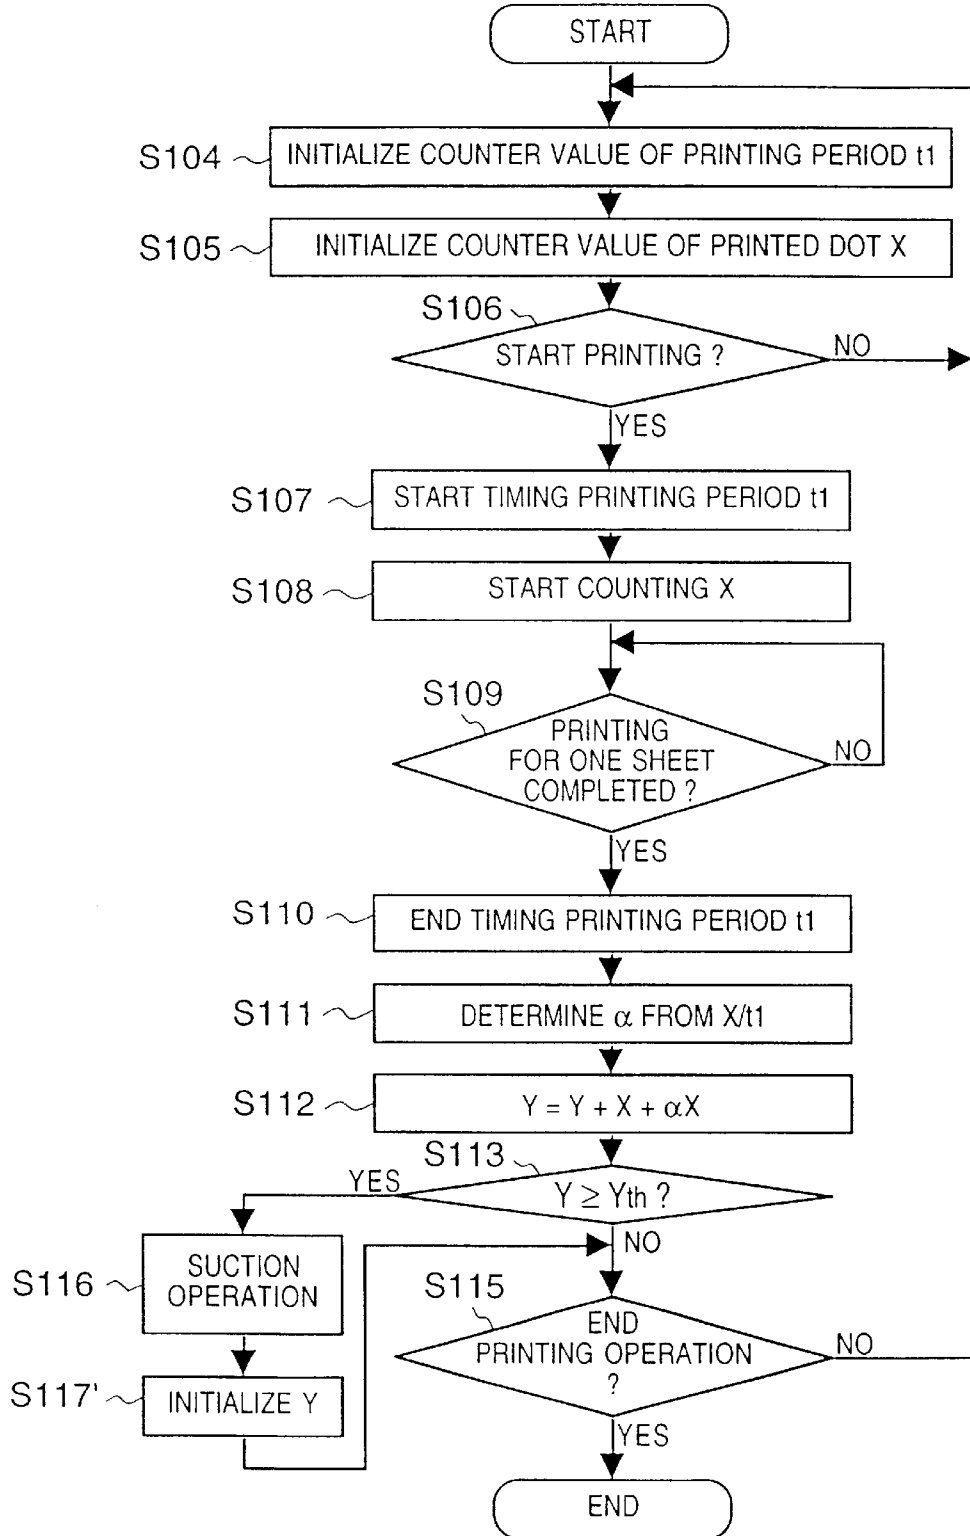 START
S104
INITIALIZE COUNTER VALUE OF PRINTING PERIOD t1
S105
INITIALIZE COUNTER VALUE OF PRINTED DOT X
S106
START PRINTING ?
NO
YES
S107
START TIMING PRINTING PERIOD t1
S108
START COUNTING X
S109
PRINTING
FOR ONE SHEET
COMPLETED ?
NO
YES
S110
END TIMING PRINTING PERIOD t1
S111
DETERMINE α FROM X/t1
S112
Y = Y + X + αX
S113
YES
Y ≥ Yth ?
NO
S116
SUCTION
OPERATION
S115
END
PRINTING OPERATION
?
NO
S117'
INITIALIZE Y
YES
END